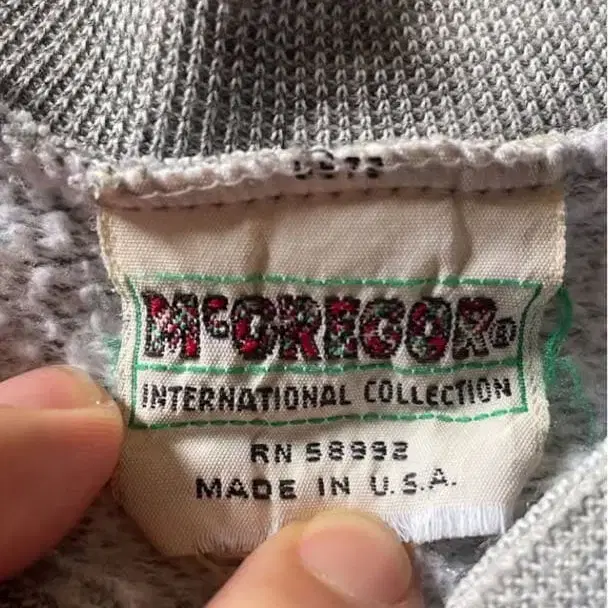 McGREGOR®
INTERNATIONAL COLLECTION
RN 58992
MADE IN U.S.A.